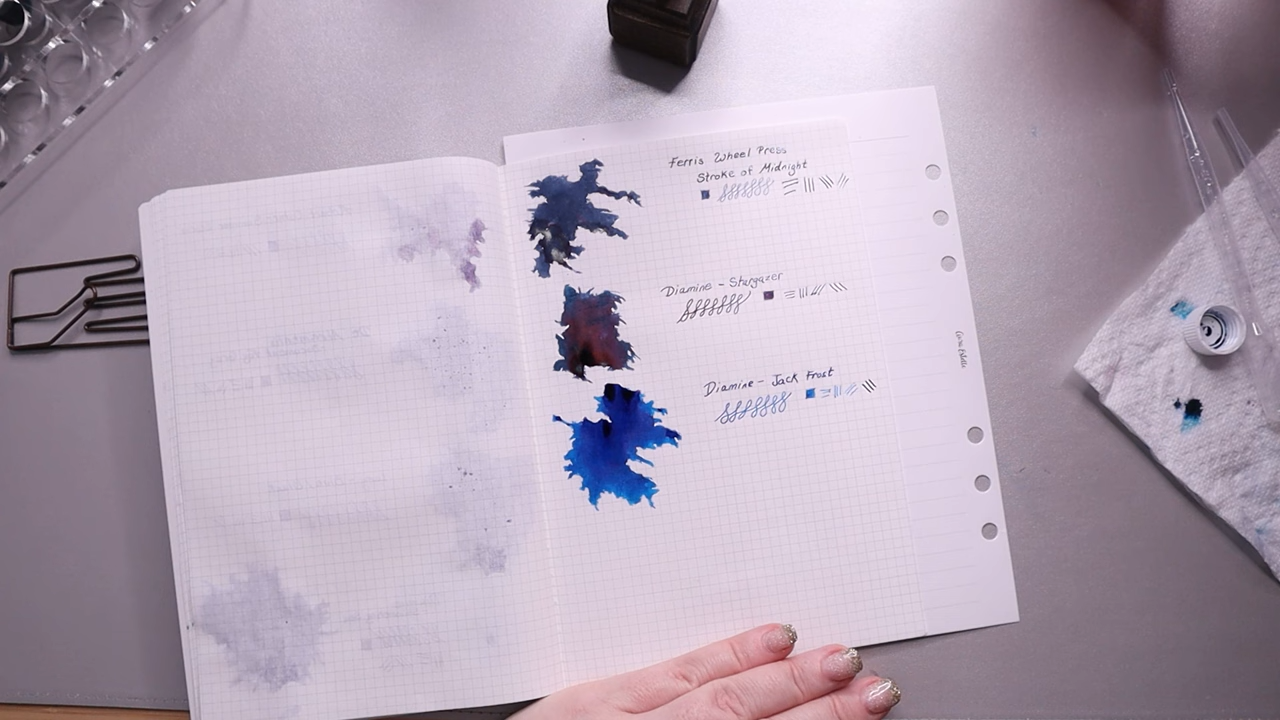 Ferris Wheel Press
Stroke of Midnight
Diamine - Stargazer
Diamine - Jack Frost